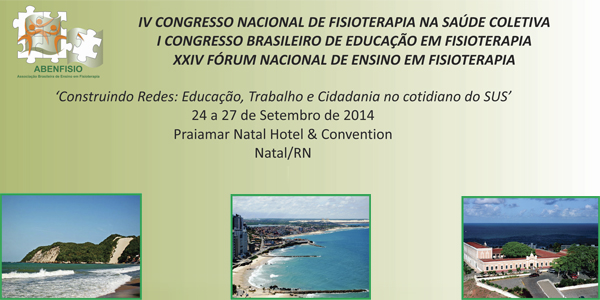 IV CONGRESSO NACIONAL DE FISIOTERAPIA NA SAÚDE COLETIVA
I CONGRESSO BRASILEIRO DE EDUCAÇÃO EM FISIOTERAPIA
XXIV FÓRUM NACIONAL DE ENSINO EM FISIOTERAPIA
ABENFISIO
Associação Brasileira de Ensino em Fisioterapia
‘Construindo Redes: Educação, Trabalho e Cidadania no cotidiano do SUS’
24 a 27 de Setembro de 2014
Praiamar Natal Hotel & Convention
Natal/RN